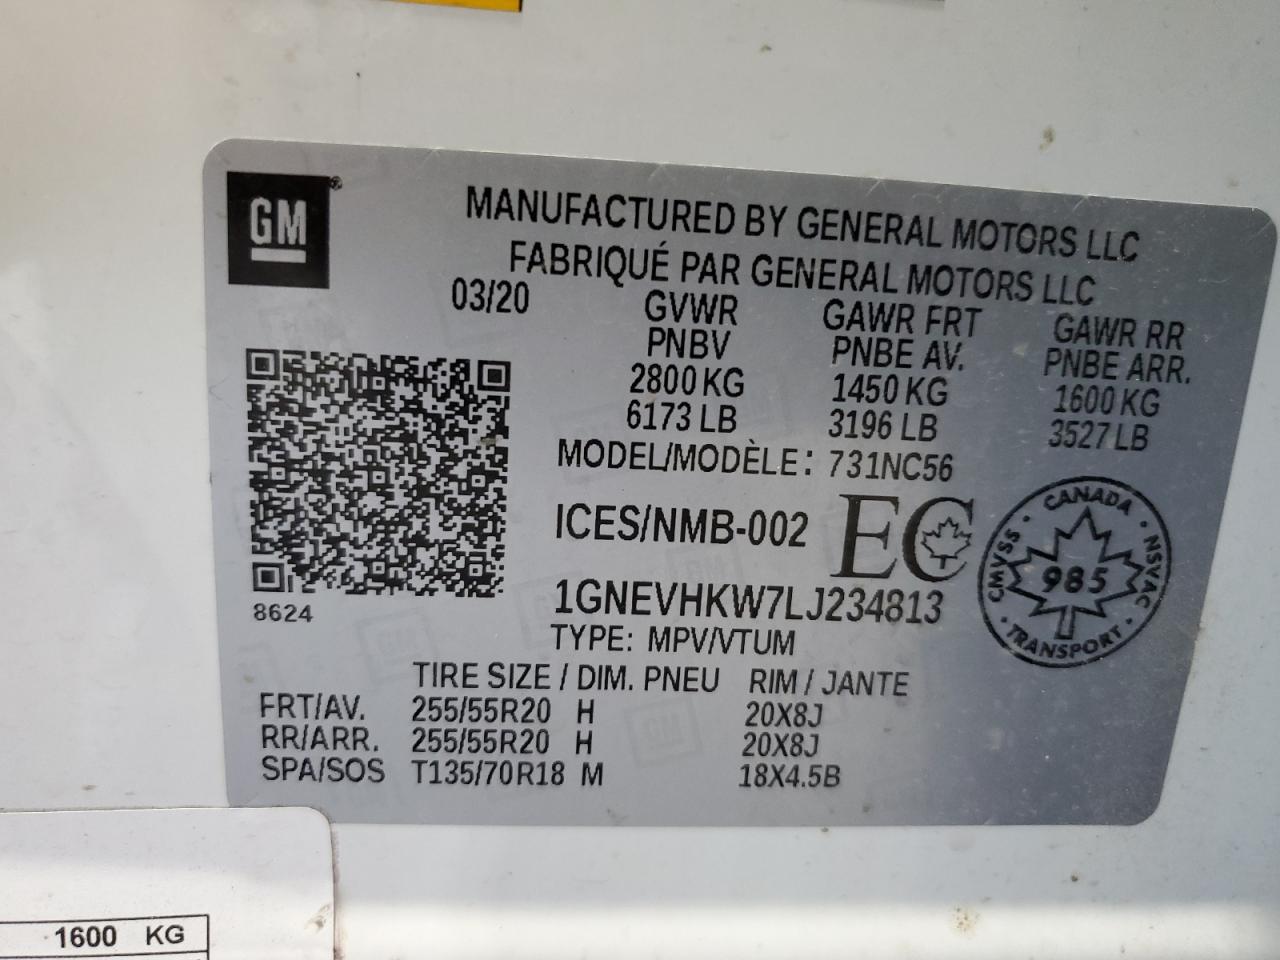 GM
MANUFACTURED BY GENERAL MOTORS LLC
FABRIQUÉ PAR GENERAL MOTORS LLC
03/20 GVWR GAWR FRT GAWR RR
PNBV PNBE AV. PNBE ARR.
2800 KG 1450 KG 1600 KG
6173 LB 3196 LB 3527 LB
MODEL/MODÈLE: 731NC56
ICES/NMB-002 EC
CANADA
CMVSS · NSVAC
985
TRANSPORT
8624
1GNEVHKW7LJ234813
TYPE: MPV/VTUM
TIRE SIZE / DIM. PNEU RIM / JANTE
FRT/AV. 255/55R20 H 20X8J
RR/ARR. 255/55R20 H 20X8J
SPA/SOS T135/70R18 M 18X4.5B
1600 KG